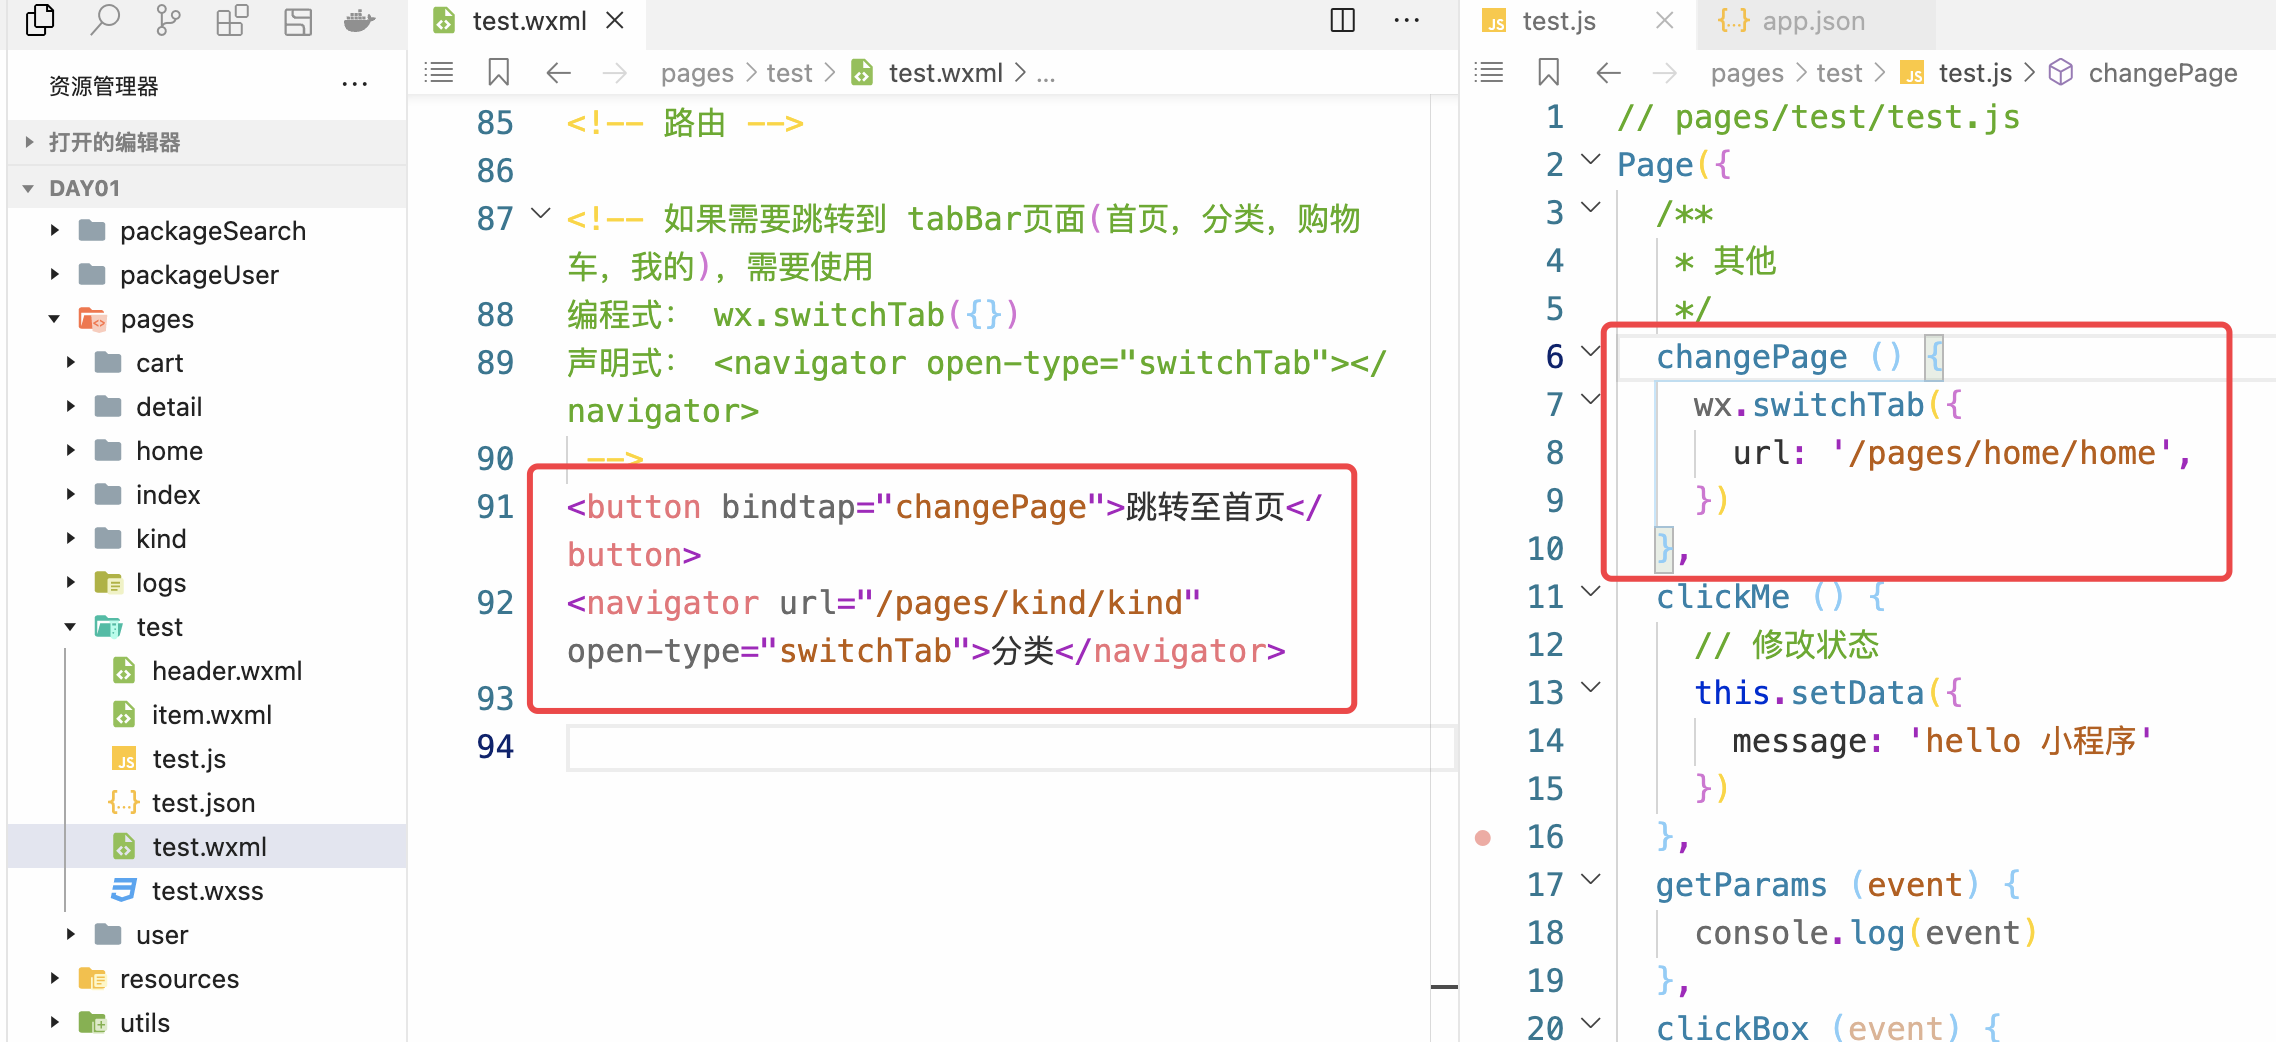 资源管理器
打开的编辑器
DAY01
packageSearch
packageUser
pages
cart
detail
home
index
kind
logs
test
header.wxml
item.wxml
test.js
test.json
test.wxml
test.wxss
user
resources
utils
test.wxml
pages > test > test.wxml > ...
85 <!-- 路由 -->
86
87 <!-- 如果需要跳转到 tabBar页面(首页，分类，购物
车，我的)，需要使用
88 编程式： wx.switchTab({})
89 声明式： <navigator open-type="switchTab"></
navigator>
90 -->
91 <button bindtap="changePage">跳转至首页</
button>
92 <navigator url="/pages/kind/kind"
open-type="switchTab">分类</navigator>
93
94
test.js
app.json
pages > test > test.js > changePage
1 // pages/test/test.js
2 Page({
3 /**
4 * 其他
5 */
6 changePage () {
7 wx.switchTab({
8 url: '/pages/home/home',
9 })
10 },
11 clickMe () {
12 // 修改状态
13 this.setData({
14 message: 'hello 小程序'
15 })
16 },
17 getParams (event) {
18 console.log(event)
19 },
20 clickBox (event) {